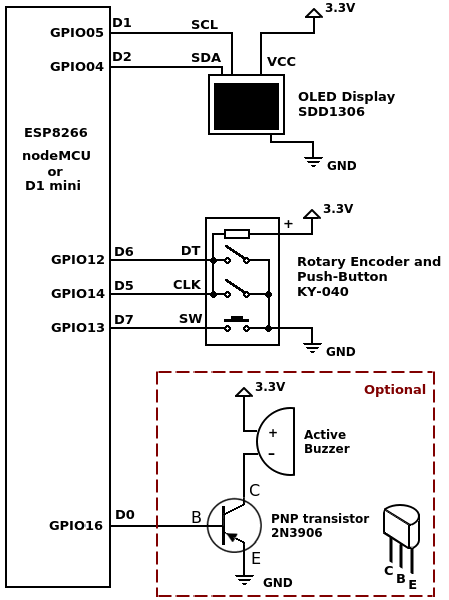 3.3V
D1
SCL
GPIO05
D2
SDA
GPIO04
VCC
OLED Display
SDD1306
ESP8266
nodeMCU
or
D1 mini
GND
3.3V
+
D6
DT
GPIO12
Rotary Encoder and
Push-Button
KY-040
D5
CLK
GPIO14
D7
SW
GPIO13
GND
Optional
3.3V
+
–
Active
Buzzer
C
D0
B
GPIO16
PNP transistor
2N3906
E
GND
C
B
E